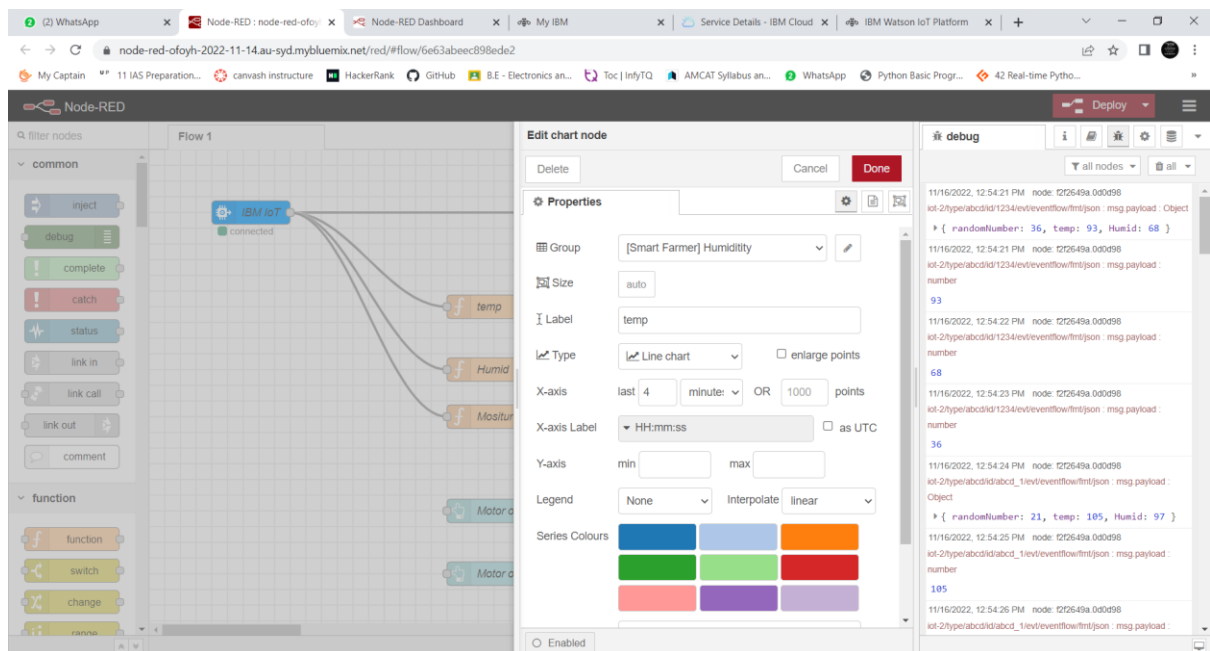 (2) WhatsApp
Node-RED : node-red-ofoy
Node-RED Dashboard
My IBM
Service Details - IBM Cloud
IBM Watson IoT Platform
node-red-ofoyh-2022-11-14.au-syd.mybluemix.net/red/#flow/6e63abeec898ede2
My Captain
11 IAS Preparation...
canvash instructure
HackerRank
GitHub
B.E - Electronics an...
Toc | InfyTQ
AMCAT Syllabus an...
WhatsApp
Python Basic Progr...
42 Real-time Pytho...
Node-RED
Deploy
filter nodes
common
inject
debug
complete
catch
status
link in
link call
link out
comment
function
function
switch
change
range
Flow 1
IBM IoT
connected
temp
Humid
Mositur
Motor o
Motor o
Edit chart node
Delete
Cancel
Done
Properties
Group
[Smart Farmer] Humiditity
Size
auto
Label
temp
Type
Line chart
enlarge points
X-axis
last 4 minute: OR 1000 points
X-axis Label
HH:mm:ss
as UTC
Y-axis
min
max
Legend
None
Interpolate
linear
Series Colours
Enabled
debug
all nodes
all
11/16/2022, 12:54:21 PM node: f2f2649a.0d0d98
iot-2/type/abcd/id/1234/evt/eventflow/fmt/json : msg.payload : Object
{ randomNumber: 36, temp: 93, Humid: 68 }
11/16/2022, 12:54:21 PM node: f2f2649a.0d0d98
iot-2/type/abcd/id/1234/evt/eventflow/fmt/json : msg.payload :
number
93
11/16/2022, 12:54:22 PM node: f2f2649a.0d0d98
iot-2/type/abcd/id/1234/evt/eventflow/fmt/json : msg.payload :
number
68
11/16/2022, 12:54:23 PM node: f2f2649a.0d0d98
iot-2/type/abcd/id/1234/evt/eventflow/fmt/json : msg.payload :
number
36
11/16/2022, 12:54:24 PM node: f2f2649a.0d0d98
iot-2/type/abcd/id/abcd_1/evt/eventflow/fmt/json : msg.payload :
Object
{ randomNumber: 21, temp: 105, Humid: 97 }
11/16/2022, 12:54:25 PM node: f2f2649a.0d0d98
iot-2/type/abcd/id/abcd_1/evt/eventflow/fmt/json : msg.payload :
number
105
11/16/2022, 12:54:26 PM node: f2f2649a.0d0d98
iot-2/type/abcd/id/abcd_1/evt/eventflow/fmt/json : msg.payload :